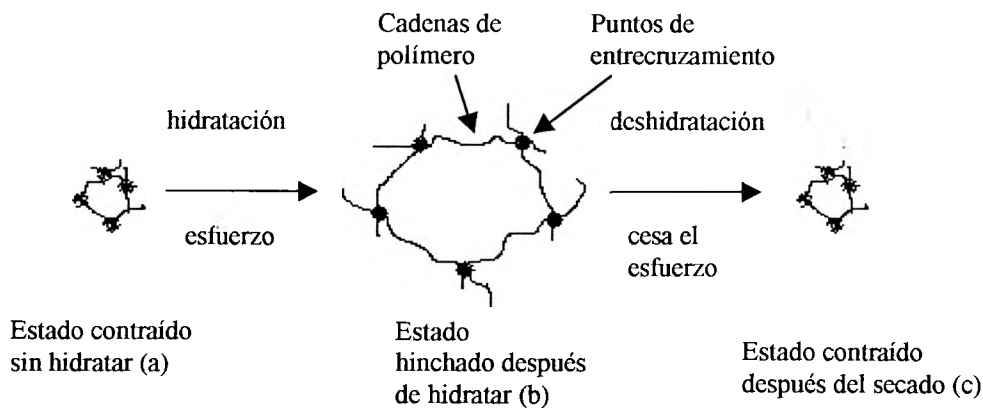 Cadenas de
polímero
Puntos de
entrecruzamiento
hidratación
deshidratación
esfuerzo
cesa el
esfuerzo
Estado contraído
sin hidratar (a)
Estado
hinchado después
de hidratar (b)
Estado contraído
después del secado (c)